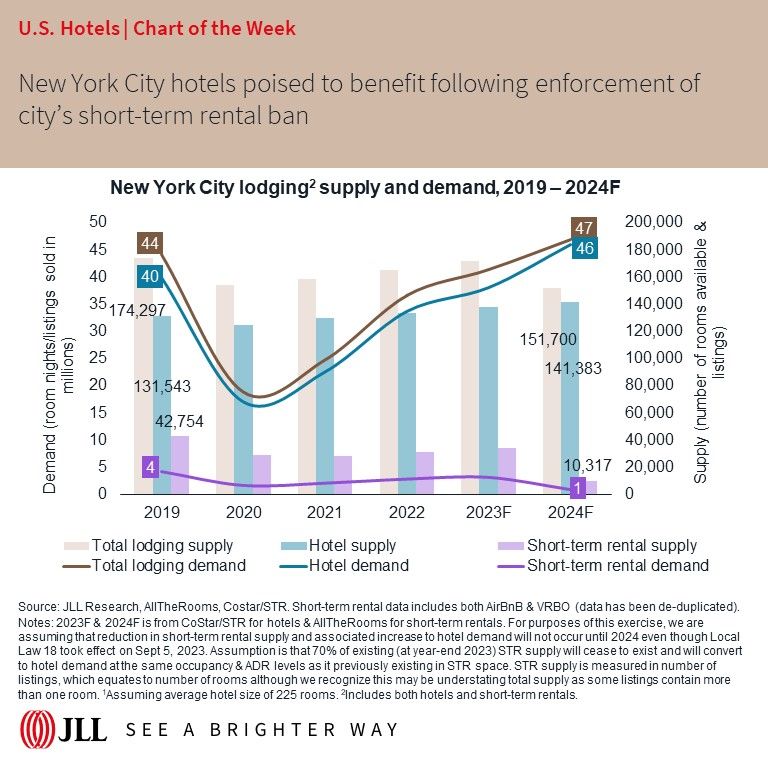 U.S. Hotels| Chart of the Week
New York City hotels poised to benefit following enforcement of
city’s short-term rental ban
New York City lodging² supply and demand, 2019 – 2024F
Demand (room nights/listings sold in
millions)
50
45
40
35
30
25
20
15
10
5
0
200,000
180,000
160,000
140,000
120,000
100,000
80,000
60,000
40,000
20,000
0
Supply (number of rooms available &
listings)
44
40
174,297
131,543
42,754
4
47
46
151,700
141,383
10,317
1
2019 2020 2021 2022 2023F 2024F
Total lodging supply Hotel supply Short-term rental supply
Total lodging demand Hotel demand Short-term rental demand
Source: JLL Research, AllTheRooms, Costar/STR. Short-term rental data includes both AirBnB & VRBO (data has been de-duplicated).
Notes: 2023F & 2024F is from CoStar/STR for hotels & AllTheRooms for short-term rentals. For purposes of this exercise, we are
assuming that reduction in short-term rental supply and associated increase to hotel demand will not occur until 2024 even though Local
Law 18 took effect on Sept 5, 2023. Assumption is that 70% of existing (at year-end 2023) STR supply will cease to exist and will convert
to hotel demand at the same occupancy & ADR levels as it previously existing in STR space. STR supply is measured in number of
listings, which equates to number of rooms although we recognize this may be understating total supply as some listings contain more
than one room. ¹Assuming average hotel size of 225 rooms. ²Includes both hotels and short-term rentals.
JLL SEE A BRIGHTER WAY